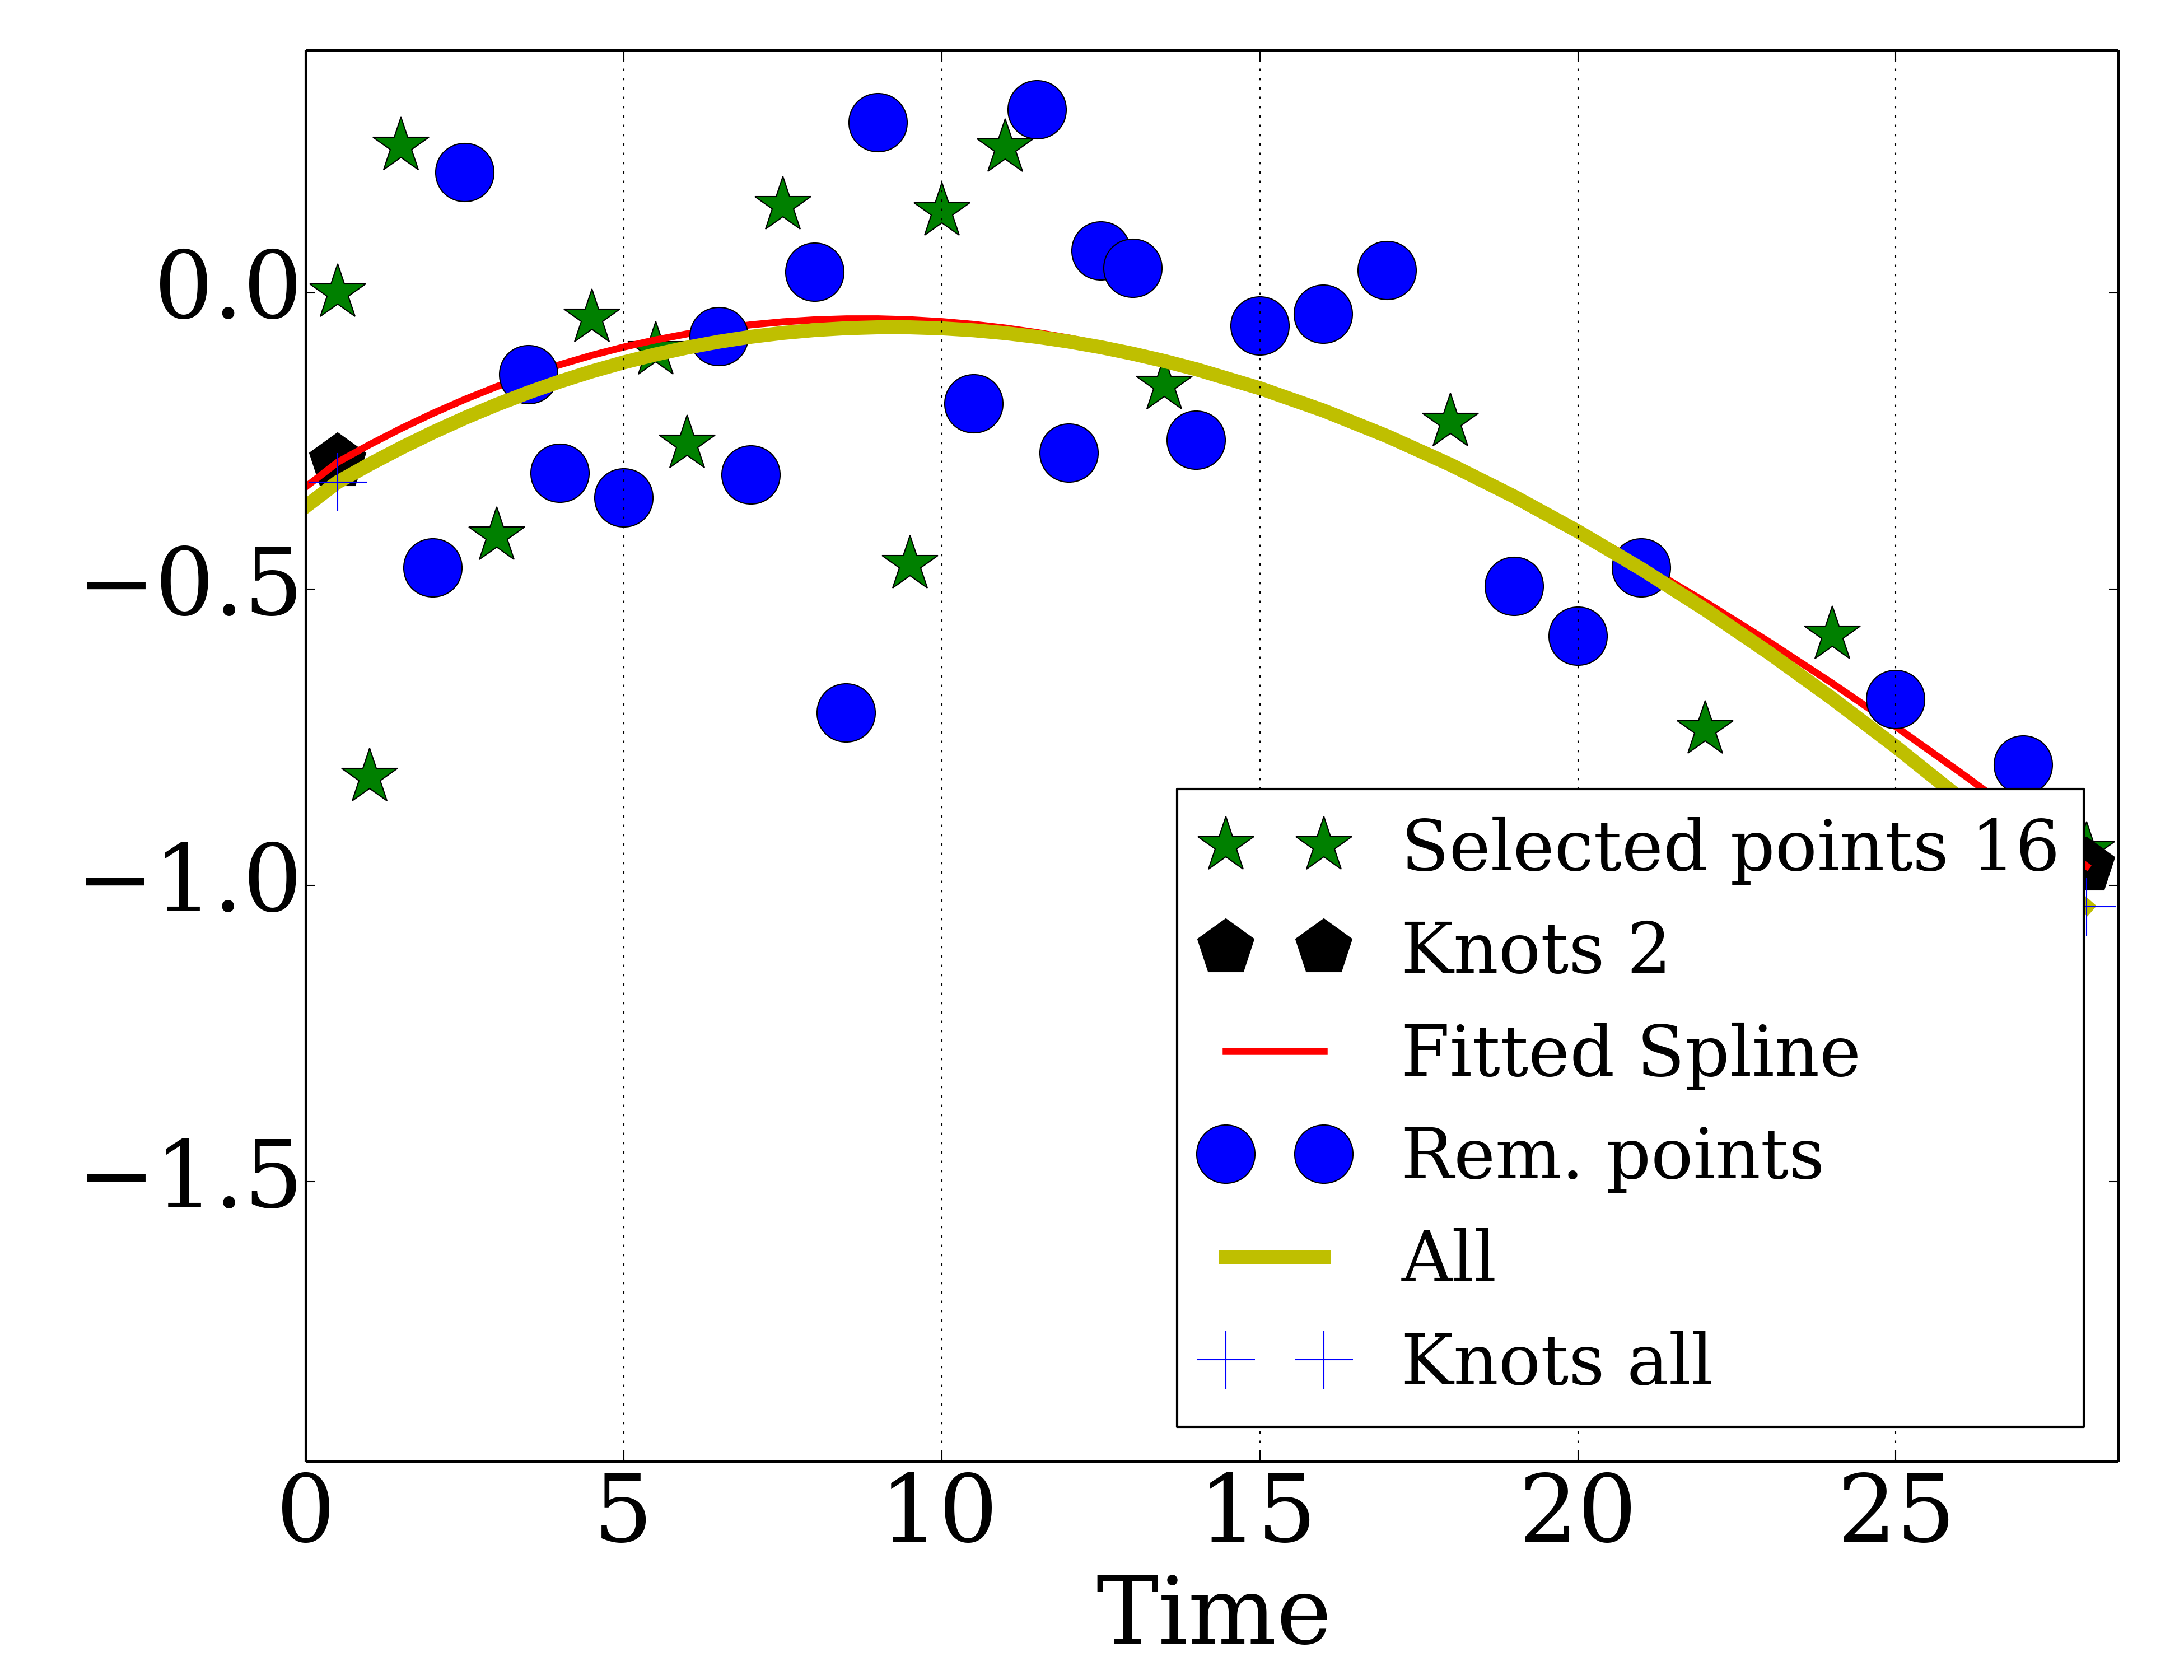 0.0
−0.5
−1.0
−1.5
Selected points 16
Knots 2
Fitted Spline
Rem. points
All
Knots all
0 5 10 15 20 25
Time